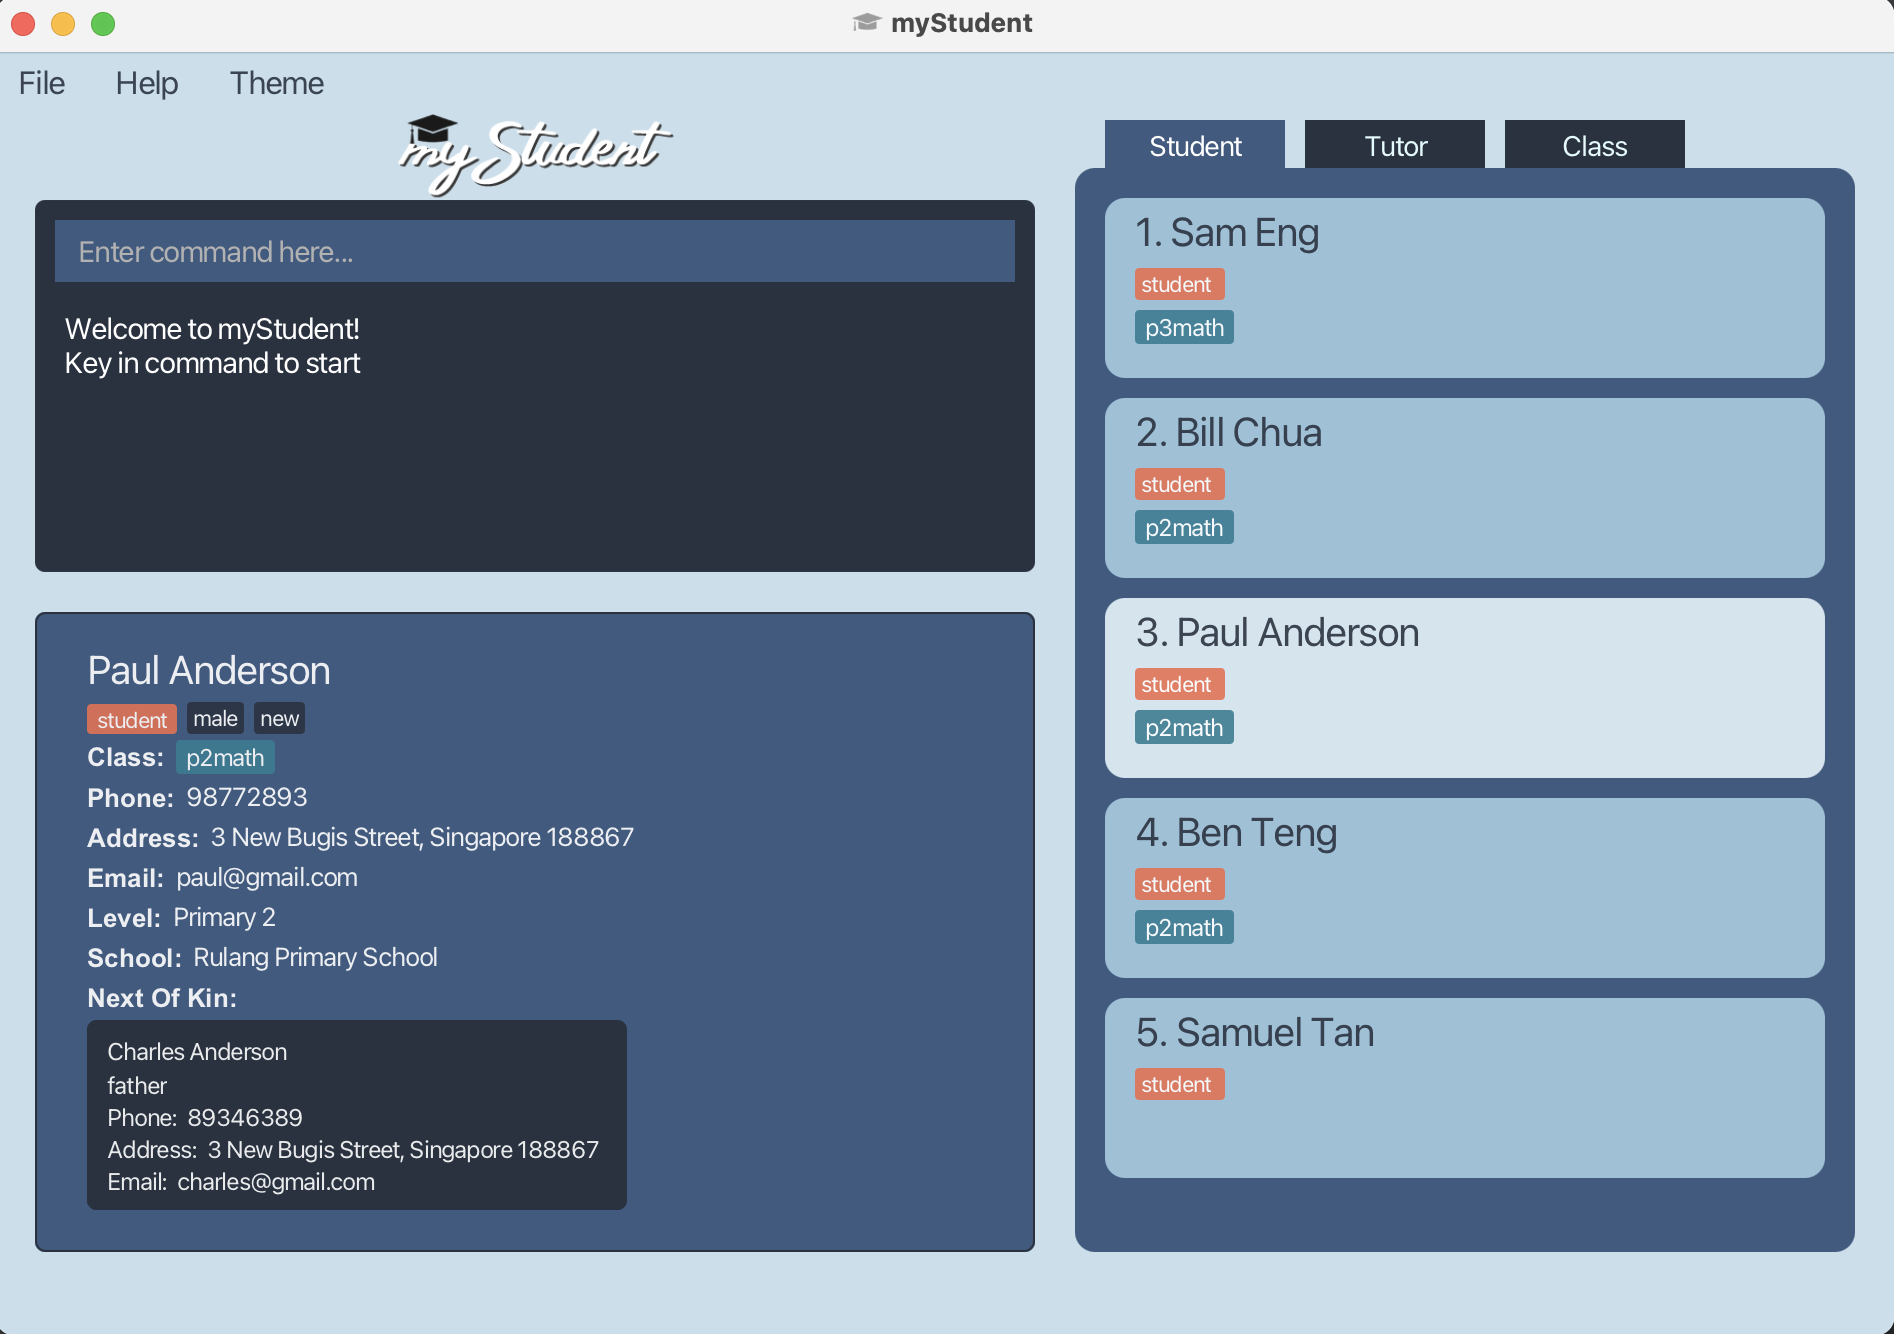 myStudent
File Help Theme
myStudent
Enter command here...
Welcome to myStudent!
Key in command to start
Paul Anderson
student male new
Class: p2math
Phone: 98772893
Address: 3 New Bugis Street, Singapore 188867
Email: paul@gmail.com
Level: Primary 2
School: Rulang Primary School
Next Of Kin:
Charles Anderson
father
Phone: 89346389
Address: 3 New Bugis Street, Singapore 188867
Email: charles@gmail.com
Student Tutor Class
1. Sam Eng
student
p3math
2. Bill Chua
student
p2math
3. Paul Anderson
student
p2math
4. Ben Teng
student
p2math
5. Samuel Tan
student